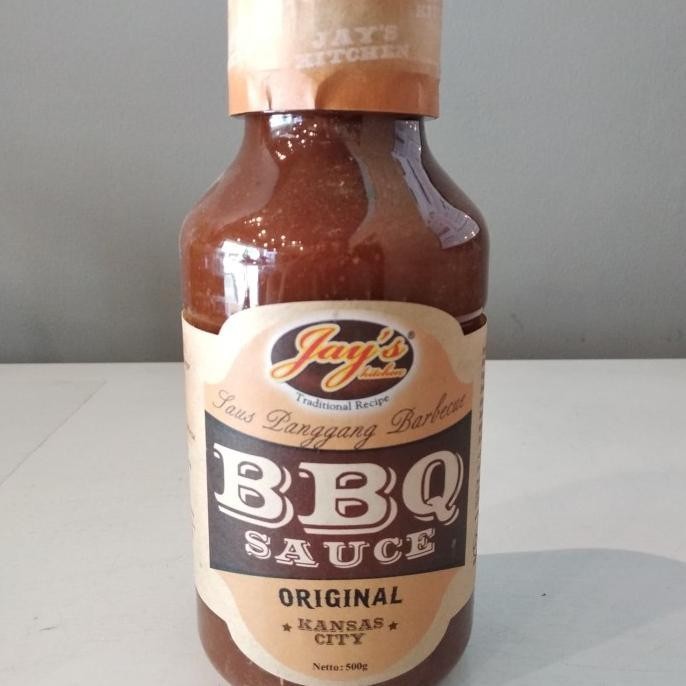 JAY'S
KITCHEN
Jay's®
kitchen
Traditional Recipe
Saus Panggang Barbecue
BBQ
SAUCE
ORIGINAL
KANSAS
CITY
Netto: 500g